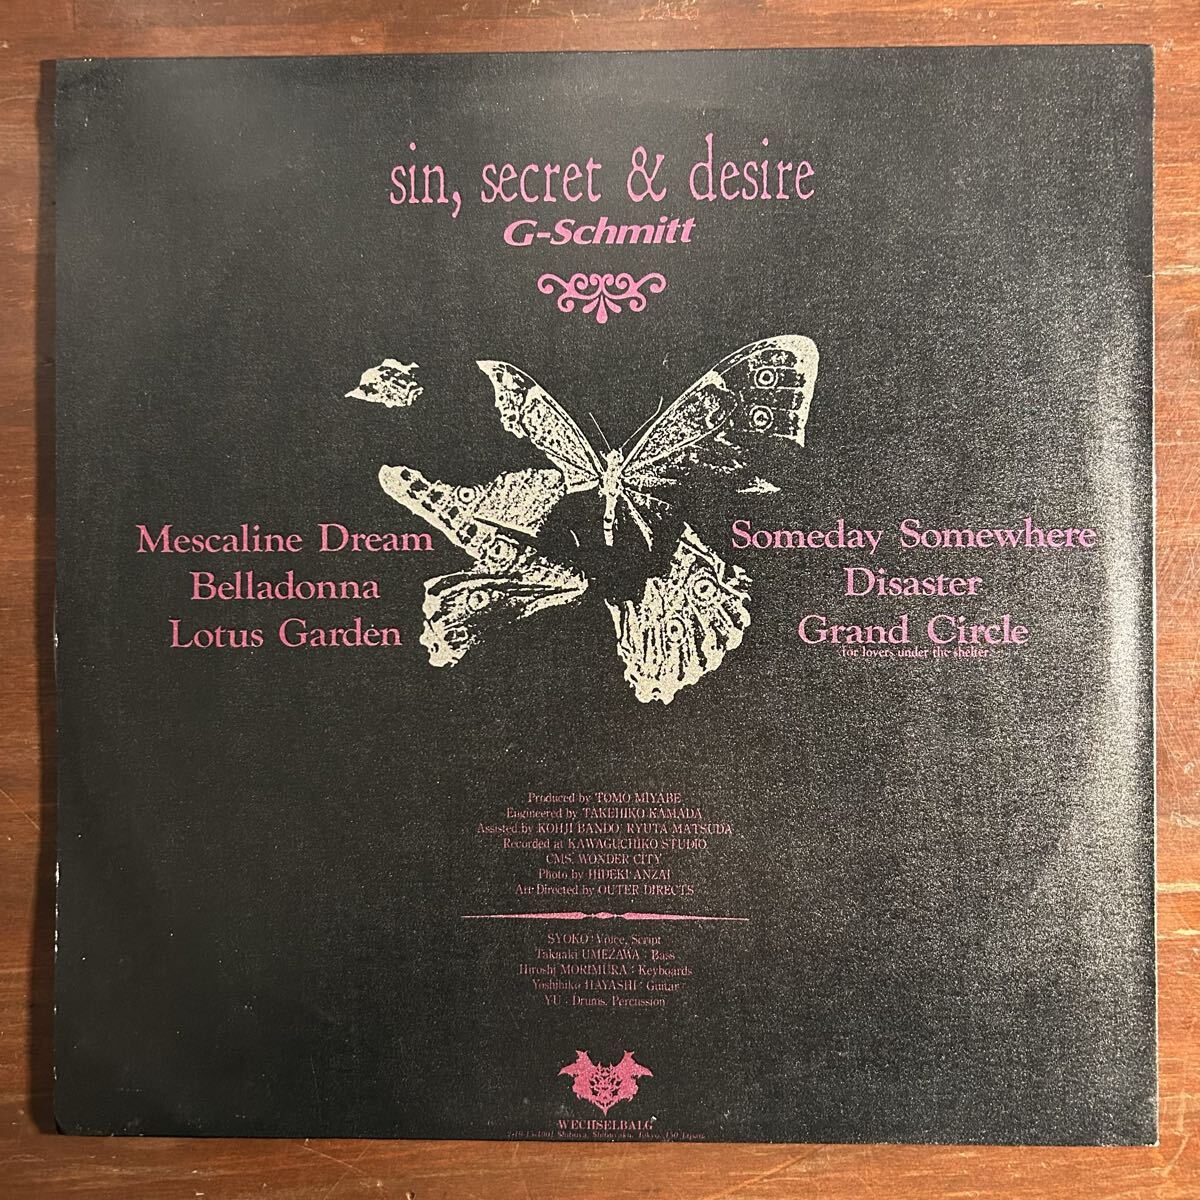 sin, secret & desire
G-Schmitt
Mescaline Dream
Belladonna
Lotus Garden
Someday Somewhere
Disaster
Grand Circle
for lovers under the shelter
Produced by TOMO MIYABE
Engineered by TAKEHIKO KAMADA
Assisted by KOHJI BANDO, RYUTA MATSUDA
Recorded at KAWAGUCHIKO STUDIO
CMS, WONDER CITY
Photo by HIDEKI ANZAI
Art Directed by OUTER DIRECTS
SYOKO : Voice, Script
Takaaki UMEZAWA : Bass
Hiroshi MORIMURA : Keyboards
Yoshihiko HAYASHI : Guitar
YU : Drums, Percussion
WECHSELBALG
Shibuya, Shibuya-ku, Tokyo, 150 Japan